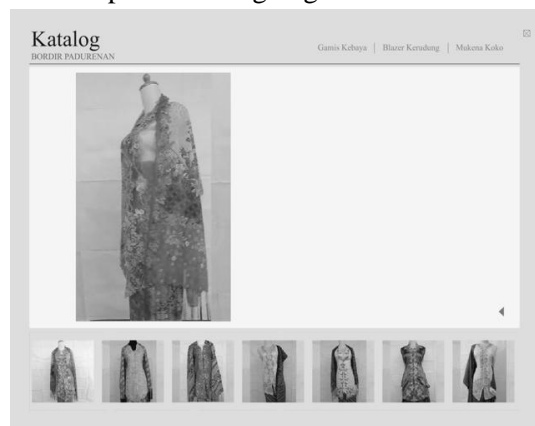 Katalog
BORDIR PADURENAN
Gamis Kebaya | Blazer Kerudung | Mukena Koko